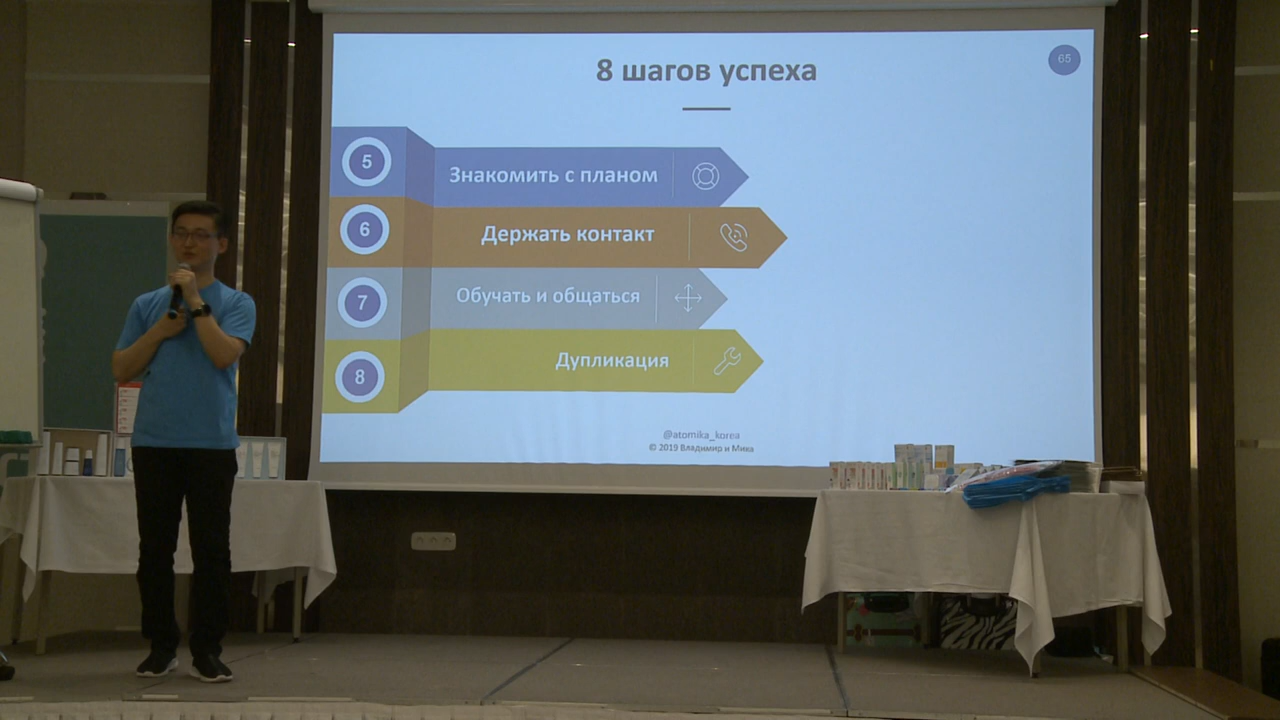 8 шагов успеха
65
5
Знакомить с планом
6
Держать контакт
7
Обучать и общаться
8
Дупликация
@atomika_korea
© 2019 Владимир и Мика